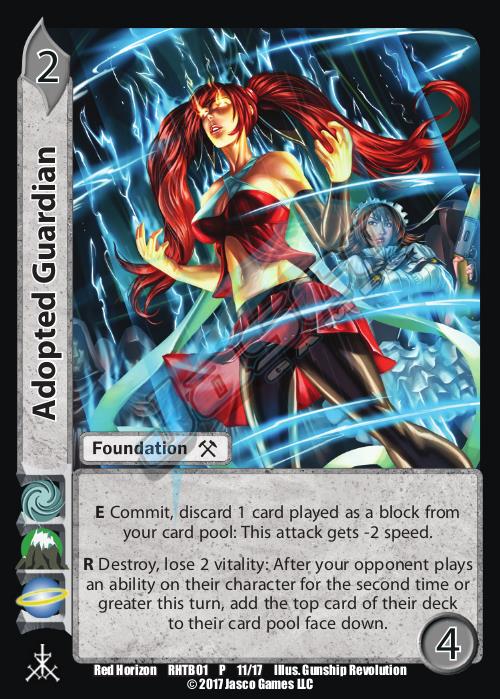 2
Adopted Guardian
Foundation
E Commit, discard 1 card played as a block from
your card pool: This attack gets -2 speed.
R Destroy, lose 2 vitality: After your opponent plays
an ability on their character for the second time or
greater this turn, add the top card of their deck
to their card pool face down.
4
Red Horizon RHTB01 P 11/17 Illus. Gunship Revolution
© 2017 Jasco Games LLC